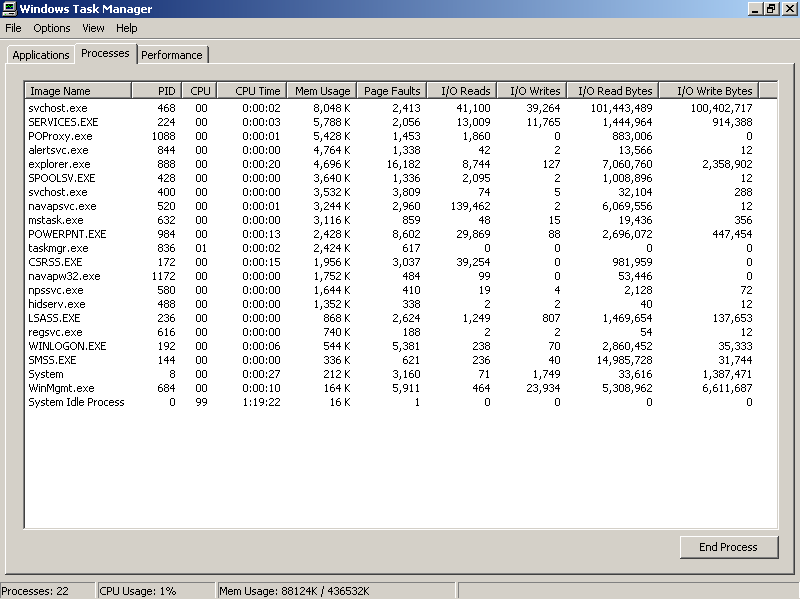 Windows Task Manager
File Options View Help
Applications Processes Performance
Image Name PID CPU CPU Time Mem Usage Page Faults I/O Reads I/O Writes I/O Read Bytes I/O Write Bytes
svchost.exe 468 00 0:00:02 8,048 K 2,413 41,100 39,264 101,443,489 100,402,717
SERVICES.EXE 224 00 0:00:03 5,788 K 2,056 13,009 11,765 1,444,964 914,388
POProxy.exe 1088 00 0:00:01 5,428 K 1,453 1,860 0 883,006 0
alertsvc.exe 844 00 0:00:00 4,764 K 1,338 42 2 13,566 12
explorer.exe 888 00 0:00:20 4,696 K 16,182 8,744 127 7,060,760 2,358,902
SPOOLSV.EXE 428 00 0:00:00 3,640 K 1,336 2,095 2 1,008,896 12
svchost.exe 400 00 0:00:00 3,532 K 3,809 74 5 32,104 288
navapsvc.exe 520 00 0:00:01 3,244 K 2,960 139,462 2 6,069,556 12
mstask.exe 632 00 0:00:00 3,116 K 859 48 15 19,436 356
POWERPNT.EXE 984 00 0:00:13 2,428 K 8,602 29,869 88 2,696,072 447,454
taskmgr.exe 836 01 0:00:02 2,424 K 617 0 0 0 0
CSRSS.EXE 172 00 0:00:15 1,956 K 3,037 39,254 0 981,959 0
navapw32.exe 1172 00 0:00:00 1,752 K 484 99 0 53,446 0
npssvc.exe 580 00 0:00:00 1,644 K 410 19 4 2,128 72
hidserv.exe 488 00 0:00:00 1,352 K 338 2 2 40 12
LSASS.EXE 236 00 0:00:00 868 K 2,624 1,249 807 1,469,654 137,653
regsvc.exe 616 00 0:00:00 740 K 188 2 2 54 12
WINLOGON.EXE 192 00 0:00:06 544 K 5,381 238 70 2,860,452 35,333
SMSS.EXE 144 00 0:00:00 336 K 621 236 40 14,985,728 31,744
System 8 00 0:00:27 212 K 3,160 71 1,749 33,616 1,387,471
WinMgmt.exe 684 00 0:00:10 164 K 5,911 464 23,934 5,308,962 6,611,687
System Idle Process 0 99 1:19:22 16 K 1 0 0 0 0
End Process
Processes: 22 CPU Usage: 1% Mem Usage: 88124K / 436532K